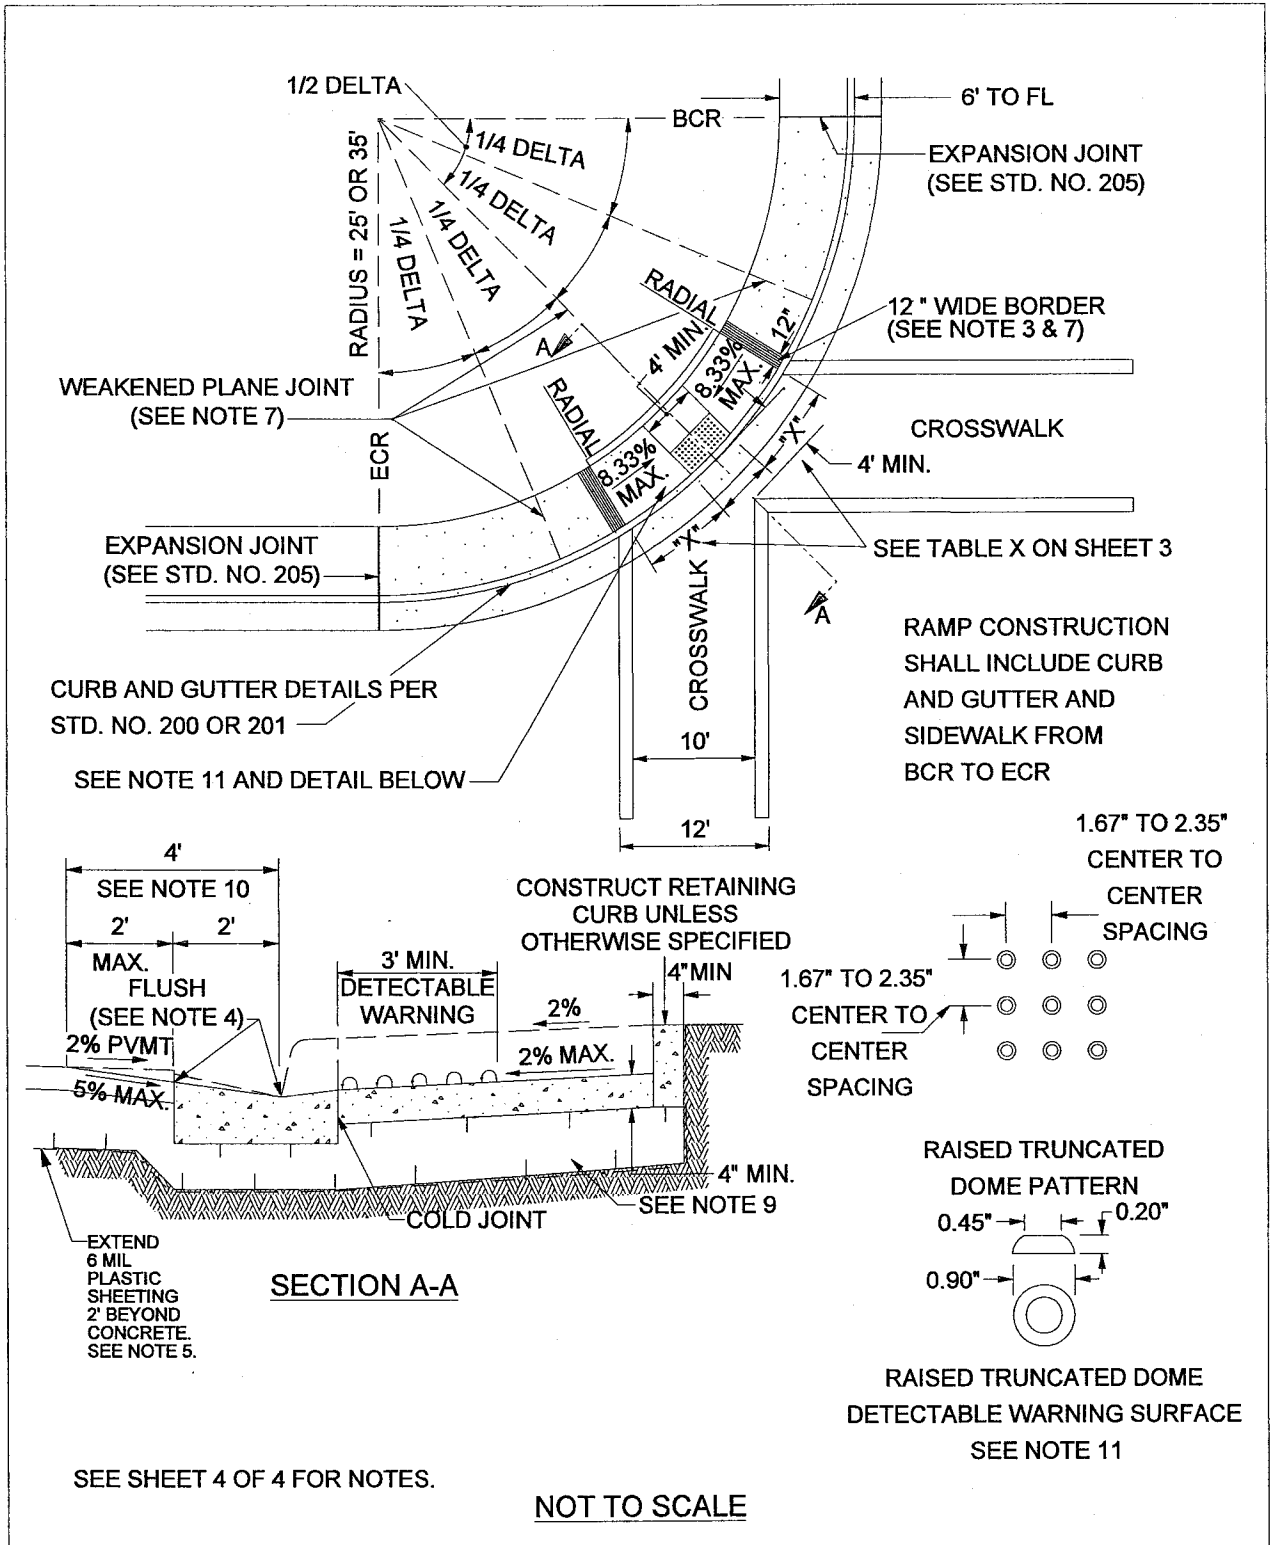 1/2 DELTA
BCR
6' TO FL
1/4 DELTA
1/4 DELTA
1/4 DELTA
1/4 DELTA
RADIUS = 25' OR 35'
EXPANSION JOINT
(SEE STD. NO. 205)
RADIAL
12"
12 " WIDE BORDER
(SEE NOTE 3 & 7)
A
4' MIN.
8.33%
MAX.
WEAKENED PLANE JOINT
(SEE NOTE 7)
RADIAL
ECR
8.33%
MAX.
"X"
CROSSWALK
4' MIN.
EXPANSION JOINT
(SEE STD. NO. 205)
"X"
SEE TABLE X ON SHEET 3
CROSSWALK
A
RAMP CONSTRUCTION
SHALL INCLUDE CURB
AND GUTTER AND
SIDEWALK FROM
BCR TO ECR
CURB AND GUTTER DETAILS PER
STD. NO. 200 OR 201
10'
SEE NOTE 11 AND DETAIL BELOW
12'
4'
SEE NOTE 10
2'
MAX.
2'
FLUSH
(SEE NOTE 4)
3' MIN.
DETECTABLE
WARNING
CONSTRUCT RETAINING
CURB UNLESS
OTHERWISE SPECIFIED
4"MIN
2%
2% PVMT
2% MAX.
5% MAX.
4" MIN.
SEE NOTE 9
COLD JOINT
EXTEND
6 MIL
PLASTIC
SHEETING
2' BEYOND
CONCRETE.
SEE NOTE 5.
SECTION A-A
1.67" TO 2.35"
CENTER TO
CENTER
SPACING
1.67" TO 2.35"
CENTER TO
CENTER
SPACING
RAISED TRUNCATED
DOME PATTERN
0.45"
0.20"
0.90"
RAISED TRUNCATED DOME
DETECTABLE WARNING SURFACE
SEE NOTE 11
SEE SHEET 4 OF 4 FOR NOTES.
NOT TO SCALE